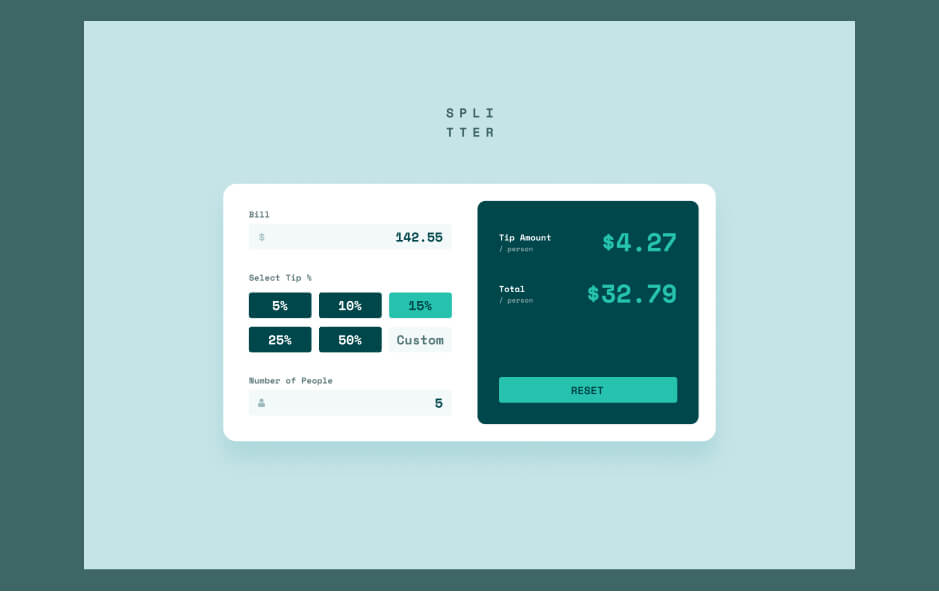 SPLI
TTER
Bill
$ 142.55
Select Tip %
5% 10% 15%
25% 50% Custom
Number of People
5
Tip Amount
/ person
$4.27
Total
/ person
$32.79
RESET